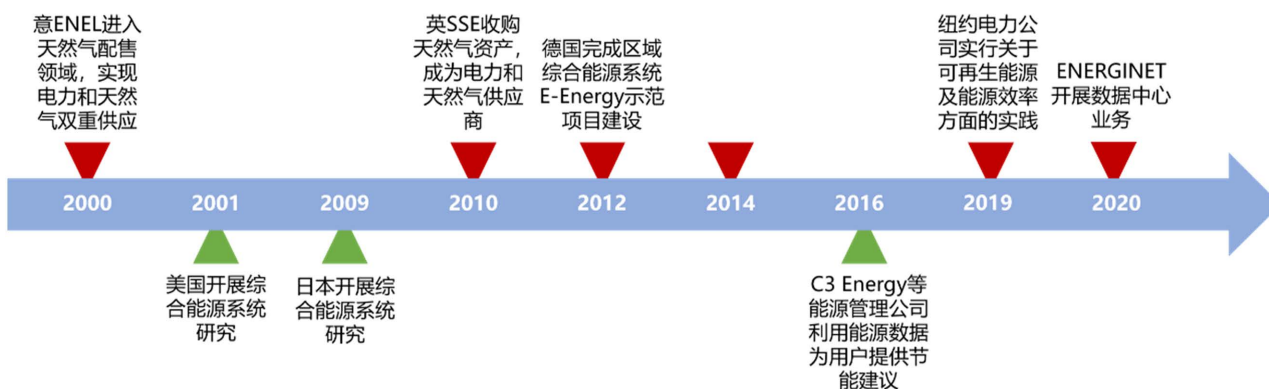 意ENEL进入
天然气配售
领域，实现
电力和天然
气双重供应
英SSE收购
天然气资产，
成为电力和
天然气供应
商
德国完成区域
综合能源系统
E-Energy示范
项目建设
纽约电力公
司实行关于
可再生能源
及能源效率
方面的实践
ENERGINET
开展数据中心
业务
2000
2001
2009
2010
2012
2014
2016
2019
2020
美国开展综
合能源系统
研究
日本开展综
合能源系统
研究
C3 Energy等
能源管理公司
利用能源数据
为用户提供节
能建议